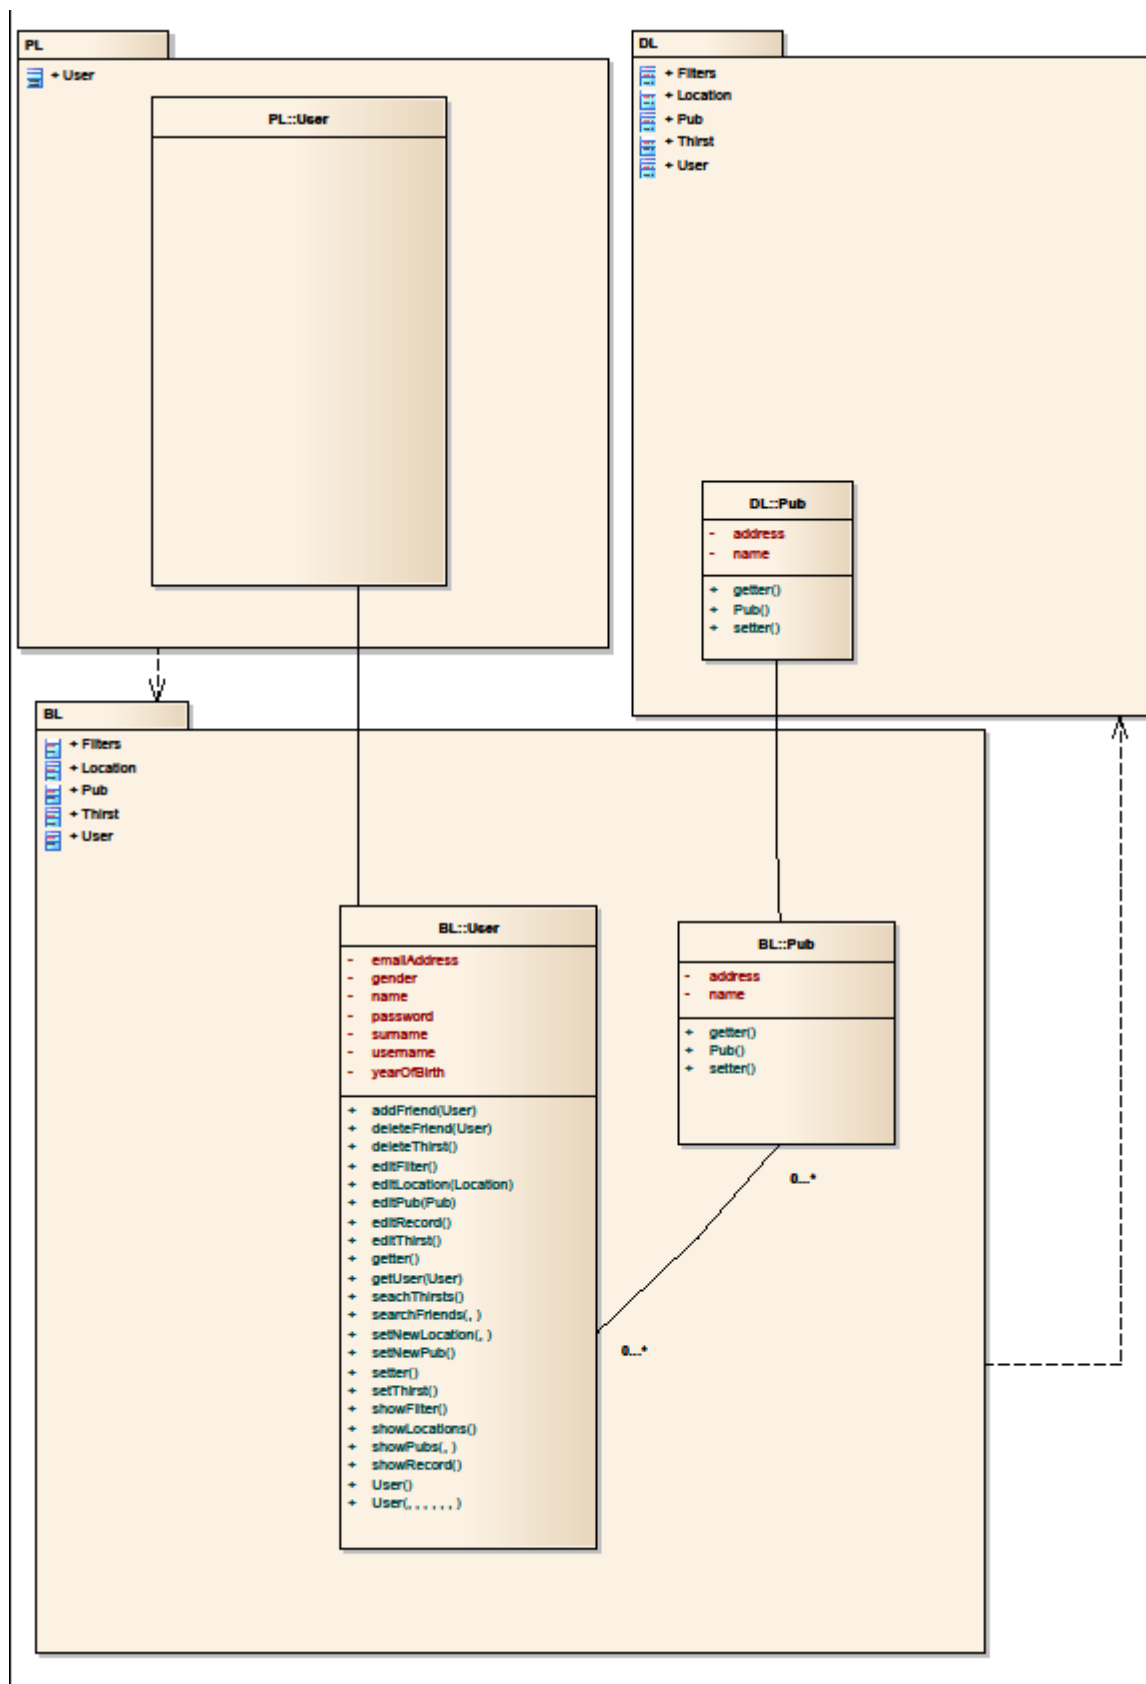 PL
+ User
PL::User
DL
+ Filters
+ Location
+ Pub
+ Thirst
+ User
DL::Pub
- address
- name
+ getter()
+ Pub()
+ setter()
BL
+ Filters
+ Location
+ Pub
+ Thirst
+ User
BL::User
- emailAddress
- gender
- name
- password
- surname
- username
- yearOfBirth
+ addFriend(User)
+ deleteFriend(User)
+ deleteThirst()
+ editFilter()
+ editLocation(Location)
+ editPub(Pub)
+ editRecord()
+ editThirst()
+ getter()
+ getUser(User)
+ seachThirsts()
+ searchFriends(, )
+ setNewLocation(, )
+ setNewPub()
+ setter()
+ setThirst()
+ showFilter()
+ showLocations()
+ showPubs(, )
+ showRecord()
+ User()
+ User(, , , , , , )
BL::Pub
- address
- name
+ getter()
+ Pub()
+ setter()
0...*
0...*